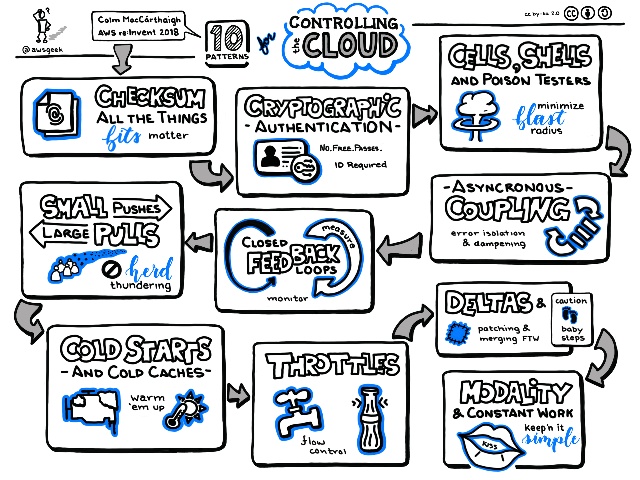 @awsgeek
Colm MacCárthaigh
AWS re:Invent 2018
10
PATTERNS
for
CONTROLLING
the CLOUD
cc by-sa 2.0
CHECKSUM
ALL THE THINGS
bits matter
CRYPTOGRAPHIC
-AUTHENTICATION-
No. Free. Passes.
ID Required
CELLS, SHELLS
AND POISON TESTERS
minimize
blast
radius
-ASYNCRONOUS-
COUPLING
error isolation
& dampening
CLOSED
FEEDBACK
LOOPS
measure
monitor
SMALL PUSHES
LARGE PULLS
herd
thundering
COLD STARTS
-AND COLD CACHES-
warm
'em up
THROTTLES
flow
control
DELTAS &
patching &
merging FTW
caution
baby
steps
MODALITY
& CONSTANT WORK
keep'n it
simple
KISS